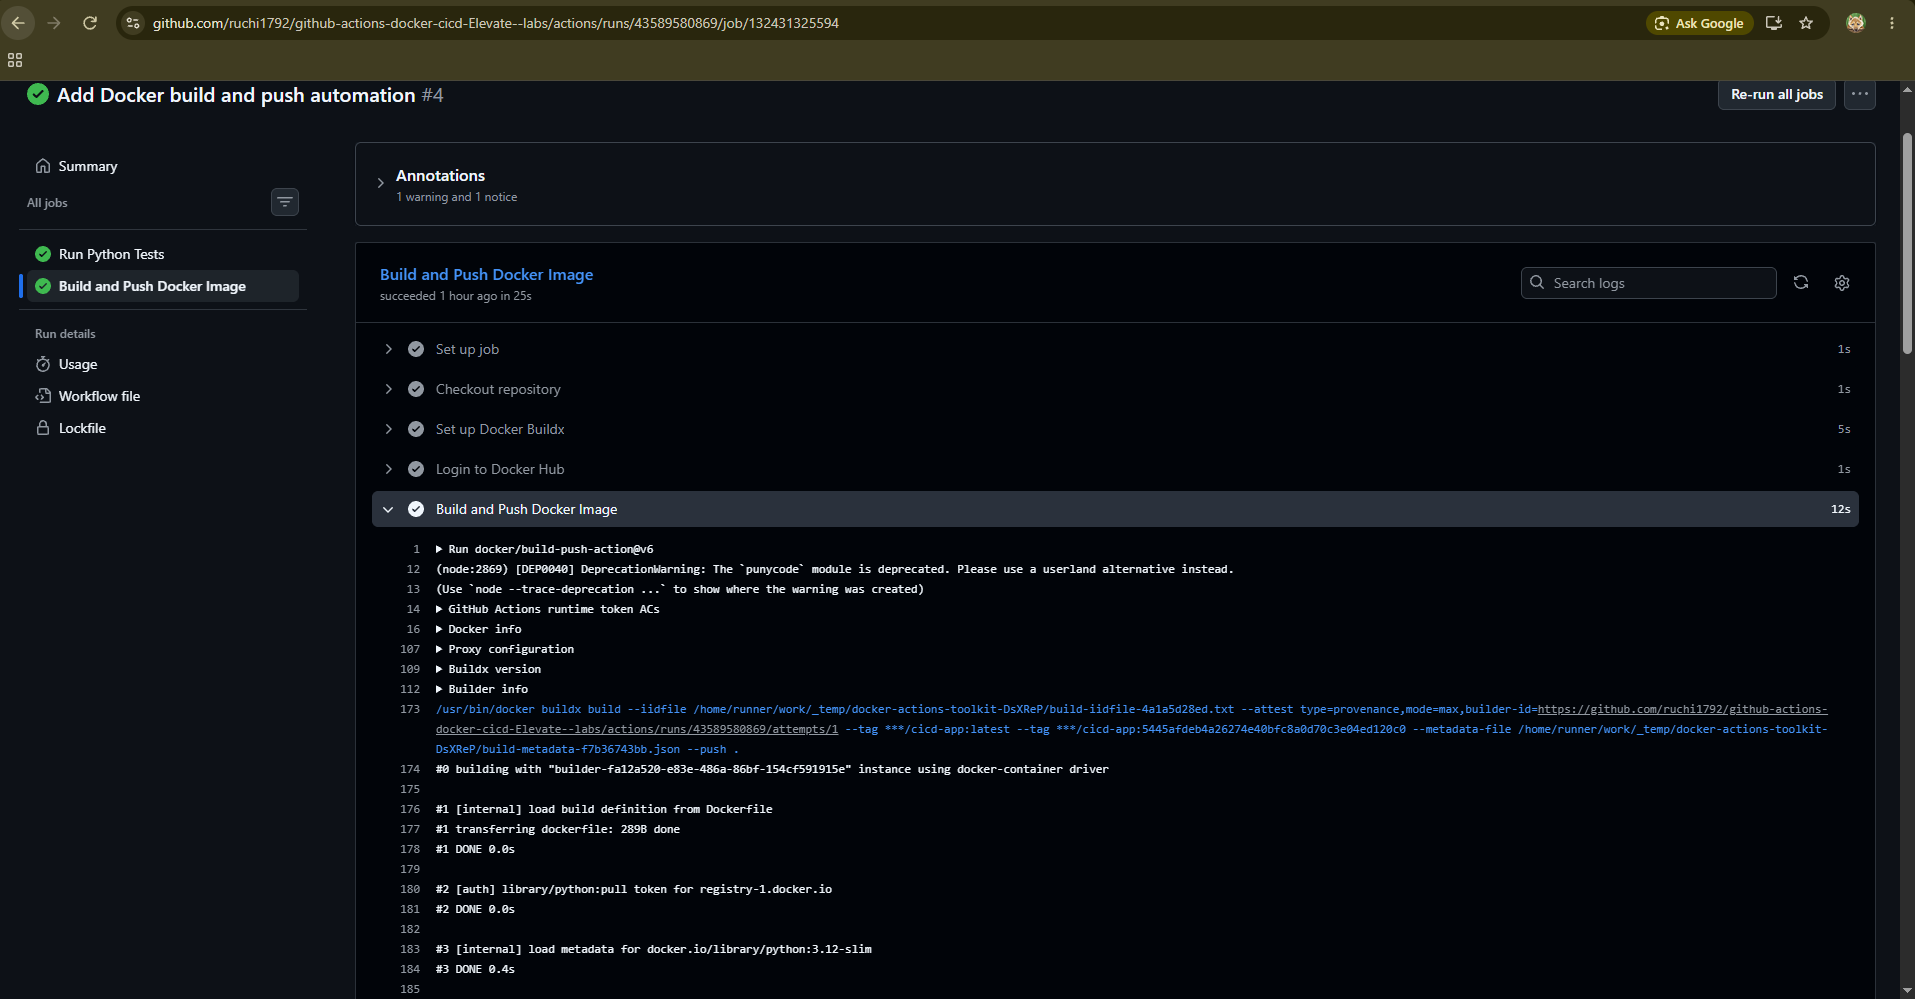 github.com/ruchi1792/github-actions-docker-cicd-Elevate--labs/actions/runs/43589580869/job/132431325594
Ask Google
Add Docker build and push automation #4
Re-run all jobs
Summary
All jobs
Run Python Tests
Build and Push Docker Image
Run details
Usage
Workflow file
Lockfile
Annotations
1 warning and 1 notice
Build and Push Docker Image
succeeded 1 hour ago in 25s
Search logs
Set up job 1s
Checkout repository 1s
Set up Docker Buildx 5s
Login to Docker Hub 1s
Build and Push Docker Image 12s
1 ▶ Run docker/build-push-action@v6
12 (node:2869) [DEP0040] DeprecationWarning: The `punycode` module is deprecated. Please use a userland alternative instead.
13 (Use `node --trace-deprecation ...` to show where the warning was created)
14 ▶ GitHub Actions runtime token ACs
16 ▶ Docker info
107 ▶ Proxy configuration
109 ▶ Buildx version
112 ▶ Builder info
173 /usr/bin/docker buildx build --iidfile /home/runner/work/_temp/docker-actions-toolkit-DsXReP/build-iidfile-4a1a5d28ed.txt --attest type=provenance,mode=max,builder-id=https://github.com/ruchi1792/github-actions-
docker-cicd-Elevate--labs/actions/runs/43589580869/attempts/1 --tag ***/cicd-app:latest --tag ***/cicd-app:5445afdeb4a26274e40bfc8a0d70c3e04ed120c0 --metadata-file /home/runner/work/_temp/docker-actions-toolkit-
DsXReP/build-metadata-f7b36743bb.json --push .
174 #0 building with "builder-fa12a520-e83e-486a-86bf-154cf591915e" instance using docker-container driver
175
176 #1 [internal] load build definition from Dockerfile
177 #1 transferring dockerfile: 289B done
178 #1 DONE 0.0s
179
180 #2 [auth] library/python:pull token for registry-1.docker.io
181 #2 DONE 0.0s
182
183 #3 [internal] load metadata for docker.io/library/python:3.12-slim
184 #3 DONE 0.4s
185